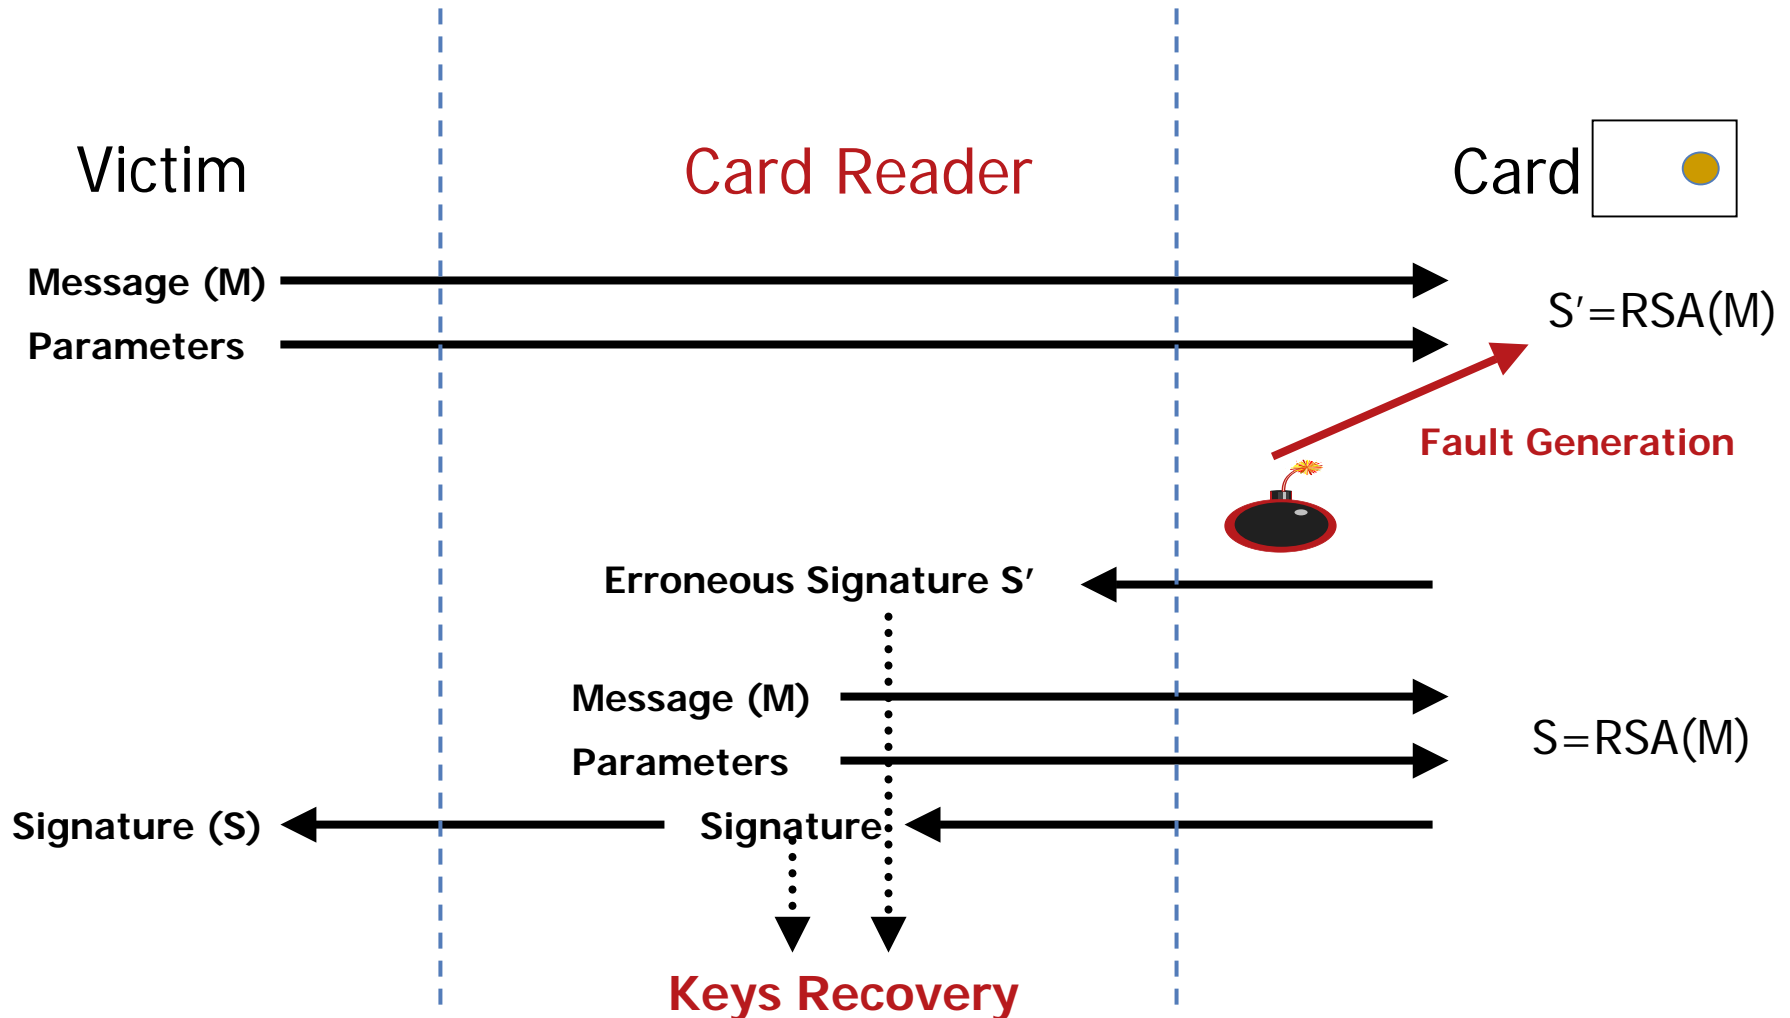 Victim
Card Reader
Card
Message (M)
S'=RSA(M)
Parameters
Fault Generation
Erroneous Signature S'
Message (M)
S=RSA(M)
Parameters
Signature (S)
Signature
Keys Recovery